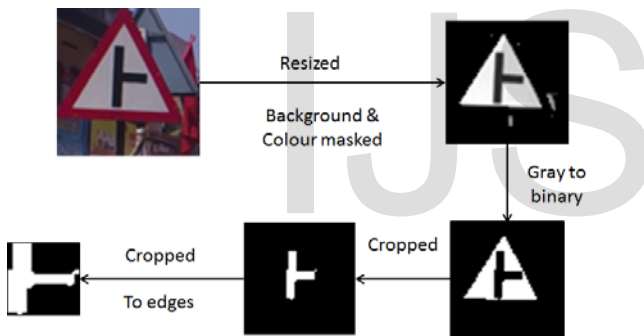 IJS
Resized
Background &
Colour masked
Gray to
binary
Cropped
Cropped
To edges